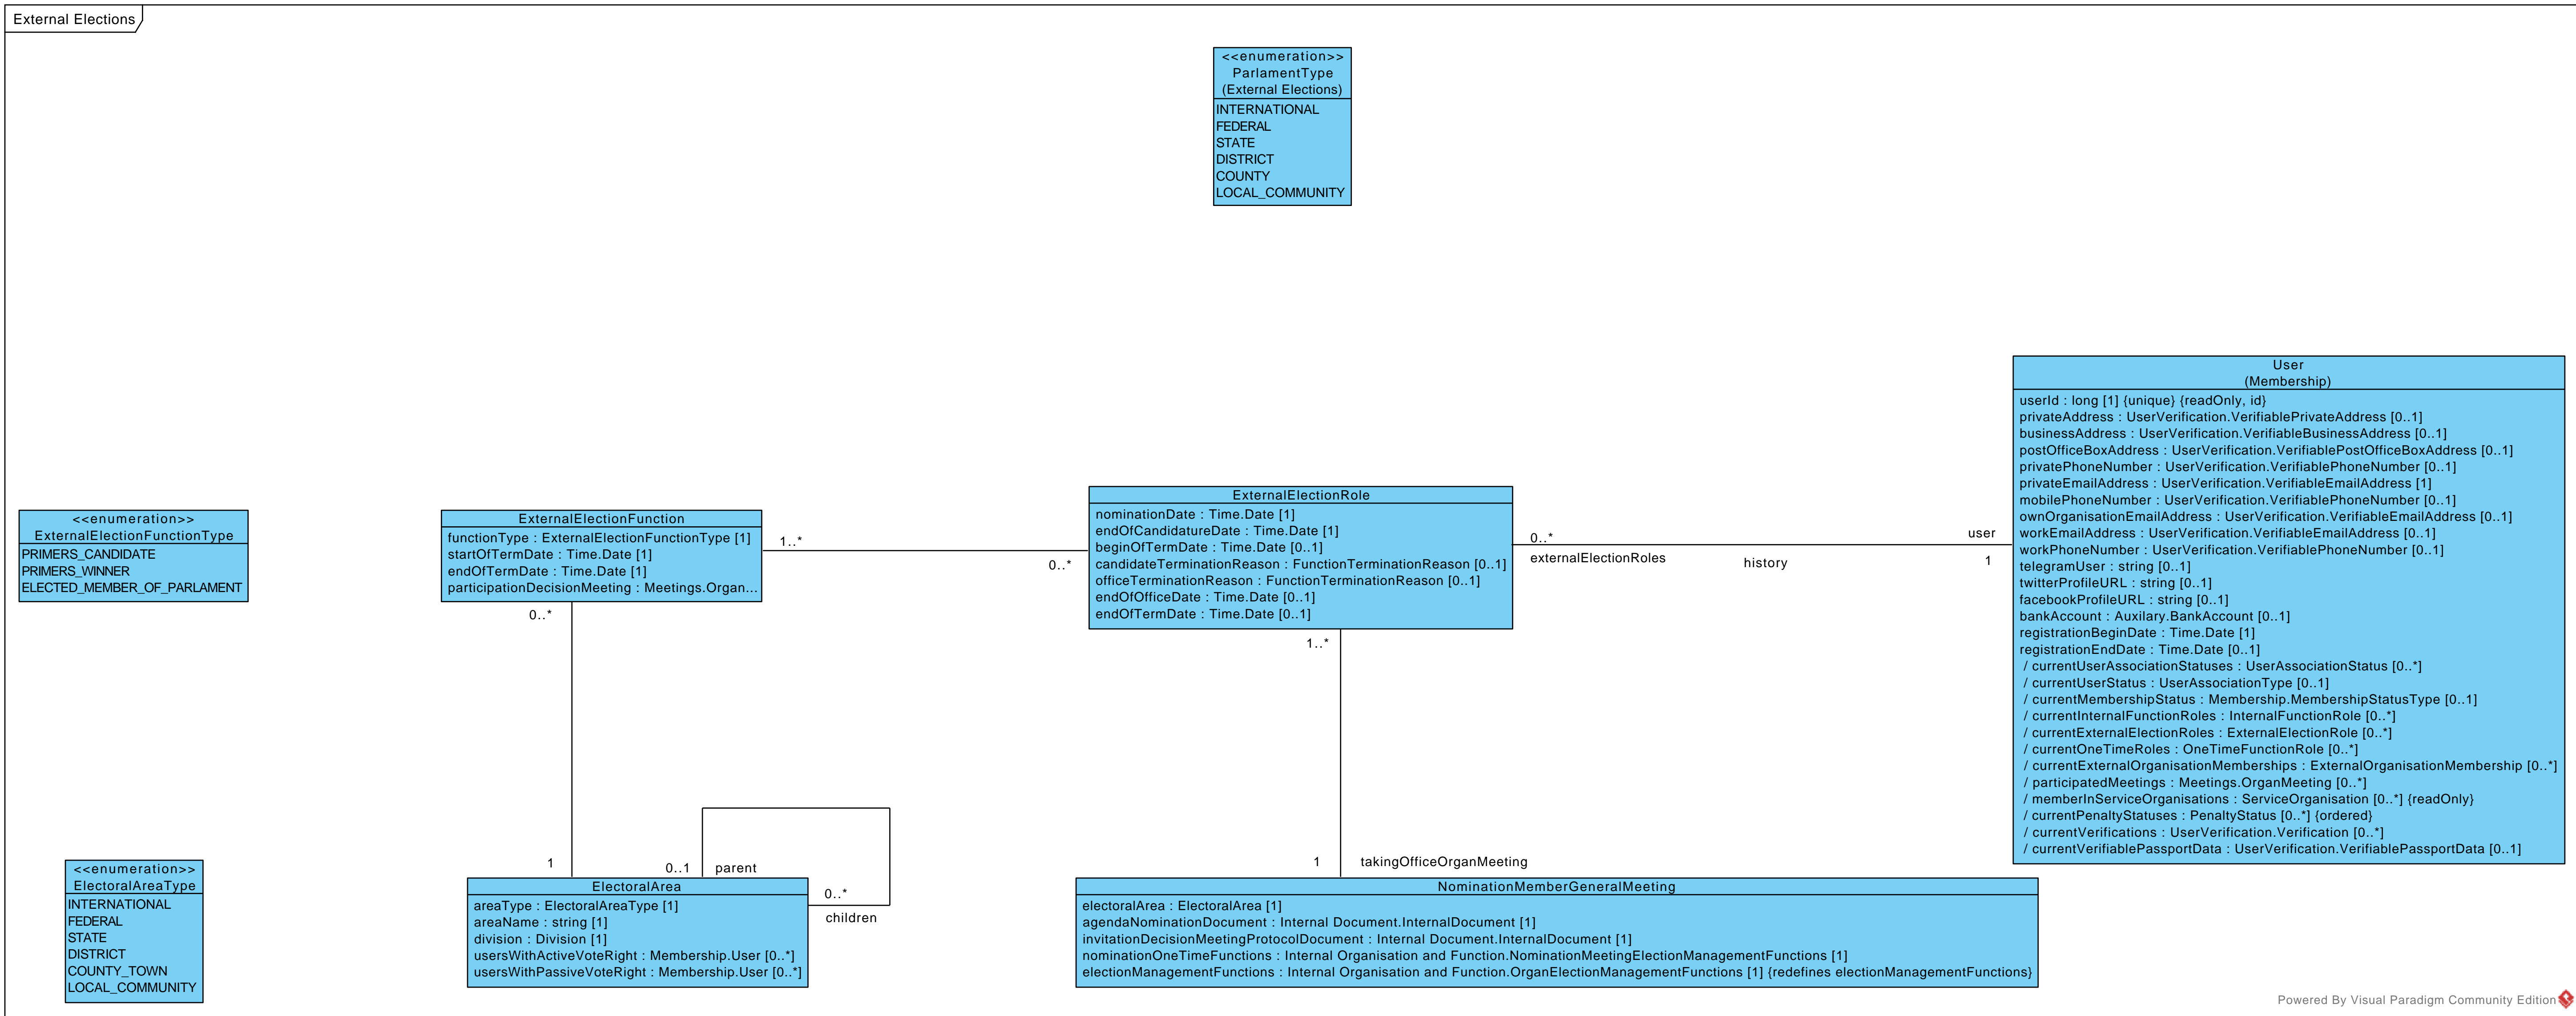 External Elections
<<enumeration>>
ParlamentType
(External Elections)
INTERNATIONAL
FEDERAL
STATE
DISTRICT
COUNTY
LOCAL_COMMUNITY
User
(Membership)
userId : long [1] {unique} {readOnly, id}
privateAddress : UserVerification.VerifiablePrivateAddress [0..1]
businessAddress : UserVerification.VerifiableBusinessAddress [0..1]
postOfficeBoxAddress : UserVerification.VerifiablePostOfficeBoxAddress [0..1]
privatePhoneNumber : UserVerification.VerifiablePhoneNumber [0..1]
privateEmailAddress : UserVerification.VerifiableEmailAddress [1]
mobilePhoneNumber : UserVerification.VerifiablePhoneNumber [0..1]
ownOrganisationEmailAddress : UserVerification.VerifiableEmailAddress [0..1]
workEmailAddress : UserVerification.VerifiableEmailAddress [0..1]
workPhoneNumber : UserVerification.VerifiablePhoneNumber [0..1]
telegramUser : string [0..1]
twitterProfileURL : string [0..1]
facebookProfileURL : string [0..1]
bankAccount : Auxilary.BankAccount [0..1]
registrationBeginDate : Time.Date [1]
registrationEndDate : Time.Date [0..1]
/ currentUserAssociationStatuses : UserAssociationStatus [0..*]
/ currentUserStatus : UserAssociationType [0..1]
/ currentMembershipStatus : Membership.MembershipStatusType [0..1]
/ currentInternalFunctionRoles : InternalFunctionRole [0..*]
/ currentExternalElectionRoles : ExternalElectionRole [0..*]
/ currentOneTimeRoles : OneTimeFunctionRole [0..*]
/ currentExternalOrganisationMemberships : ExternalOrganisationMembership [0..*]
/ participatedMeetings : Meetings.OrganMeeting [0..*]
/ memberInServiceOrganisations : ServiceOrganisation [0..*] {readOnly}
/ currentPenaltyStatuses : PenaltyStatus [0..*] {ordered}
/ currentVerifications : UserVerification.Verification [0..*]
/ currentVerifiablePassportData : UserVerification.VerifiablePassportData [0..1]
<<enumeration>>
ExternalElectionFunctionType
PRIMERS_CANDIDATE
PRIMERS_WINNER
ELECTED_MEMBER_OF_PARLAMENT
ExternalElectionFunction
functionType : ExternalElectionFunctionType [1]
startOfTermDate : Time.Date [1]
endOfTermDate : Time.Date [1]
participationDecisionMeeting : Meetings.Organ...
1..*
0..*
ExternalElectionRole
nominationDate : Time.Date [1]
endOfCandidatureDate : Time.Date [1]
beginOfTermDate : Time.Date [0..1]
candidateTerminationReason : FunctionTerminationReason [0..1]
officeTerminationReason : FunctionTerminationReason [0..1]
endOfOfficeDate : Time.Date [0..1]
endOfTermDate : Time.Date [0..1]
0..*
externalElectionRoles
history
user
1
0..*
1
1..*
1
takingOfficeOrganMeeting
0..1
parent
0..*
children
<<enumeration>>
ElectoralAreaType
INTERNATIONAL
FEDERAL
STATE
DISTRICT
COUNTY_TOWN
LOCAL_COMMUNITY
ElectoralArea
areaType : ElectoralAreaType [1]
areaName : string [1]
division : Division [1]
usersWithActiveVoteRight : Membership.User [0..*]
usersWithPassiveVoteRight : Membership.User [0..*]
NominationMemberGeneralMeeting
electoralArea : ElectoralArea [1]
agendaNominationDocument : Internal Document.InternalDocument [1]
invitationDecisionMeetingProtocolDocument : Internal Document.InternalDocument [1]
nominationOneTimeFunctions : Internal Organisation and Function.NominationMeetingElectionManagementFunctions [1]
electionManagementFunctions : Internal Organisation and Function.OrganElectionManagementFunctions [1] {redefines electionManagementFunctions}
Powered By Visual Paradigm Community Edition